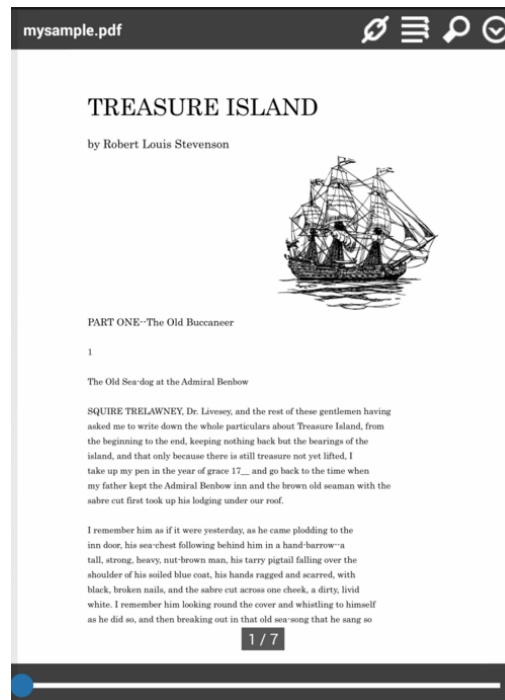 mysample.pdf
TREASURE ISLAND
by Robert Louis Stevenson
PART ONE--The Old Buccaneer
1
The Old Sea-dog at the Admiral Benbow
SQUIRE TRELAWNEY, Dr. Livesey, and the rest of these gentlemen having
asked me to write down the whole particulars about Treasure Island, from
the beginning to the end, keeping nothing back but the bearings of the
island, and that only because there is still treasure not yet lifted, I
take up my pen in the year of grace 17__ and go back to the time when
my father kept the Admiral Benbow inn and the brown old seaman with the
sabre cut first took up his lodging under our roof.
I remember him as if it were yesterday, as he came plodding to the
inn door, his sea-chest following behind him in a hand-barrow--a
tall, strong, heavy, nut-brown man, his tarry pigtail falling over the
shoulder of his soiled blue coat, his hands ragged and scarred, with
black, broken nails, and the sabre cut across one cheek, a dirty, livid
white. I remember him looking round the cover and whistling to himself
as he did so, and then breaking out in that old sea-song that he sang so
1 / 7